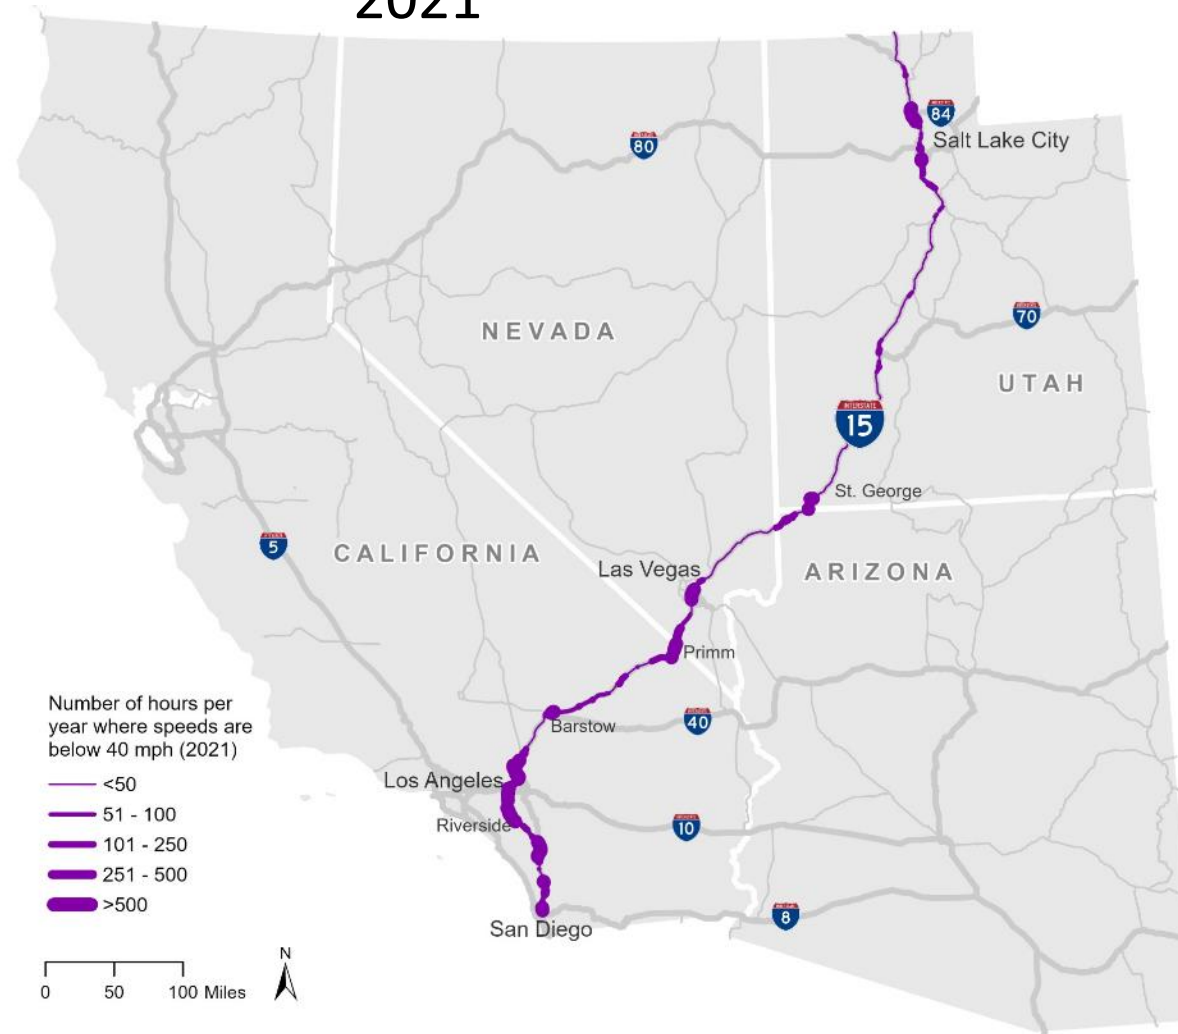 2021
INTERSTATE
84
Salt Lake City
80
NEVADA
70
UTAH
INTERSTATE
15
St. George
5
CALIFORNIA
Las Vegas
ARIZONA
Primm
Number of hours per
year where speeds are
below 40 mph (2021)
<50
51 - 100
101 - 250
251 - 500
>500
Barstow
40
Los Angeles
Riverside
10
8
San Diego
N
0 50 100 Miles